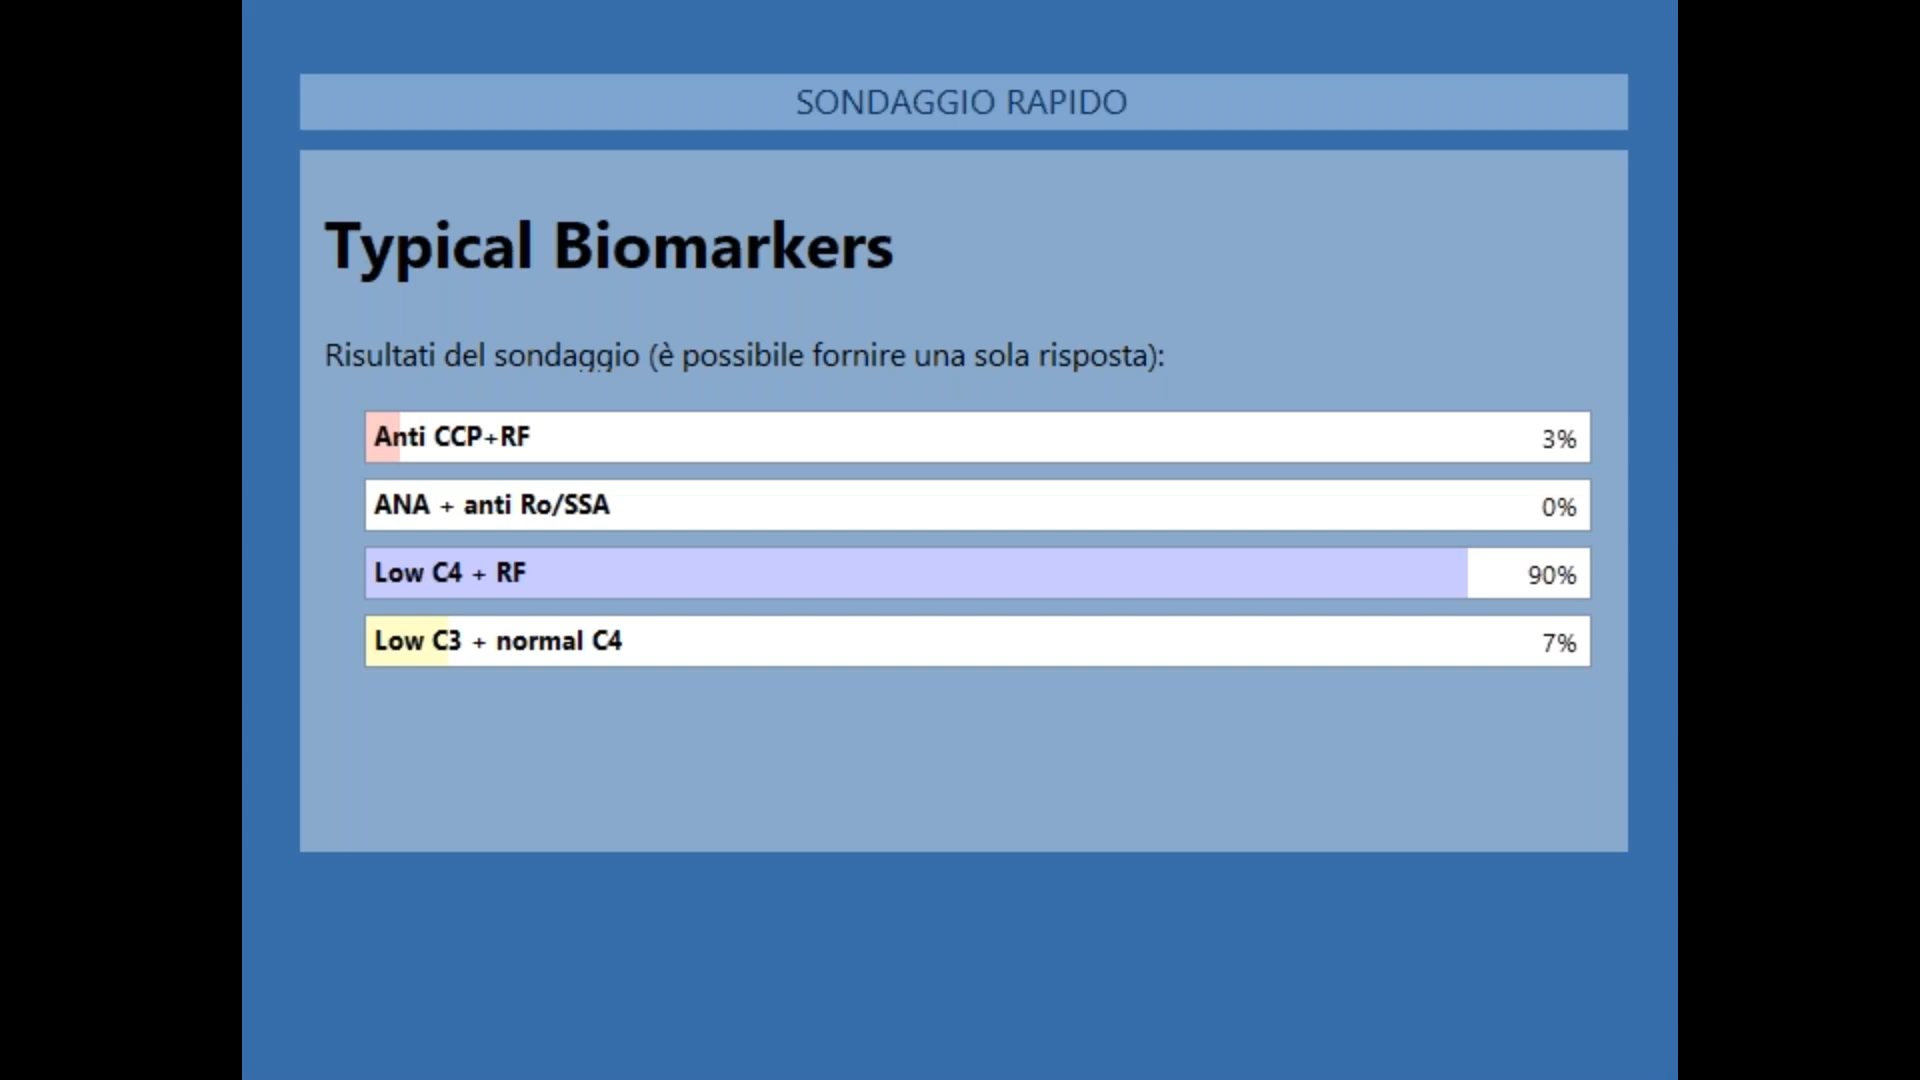 SONDAGGIO RAPIDO
Typical Biomarkers
Risultati del sondaggio (è possibile fornire una sola risposta):
Anti CCP+RF 3%
ANA + anti Ro/SSA 0%
Low C4 + RF 90%
Low C3 + normal C4 7%